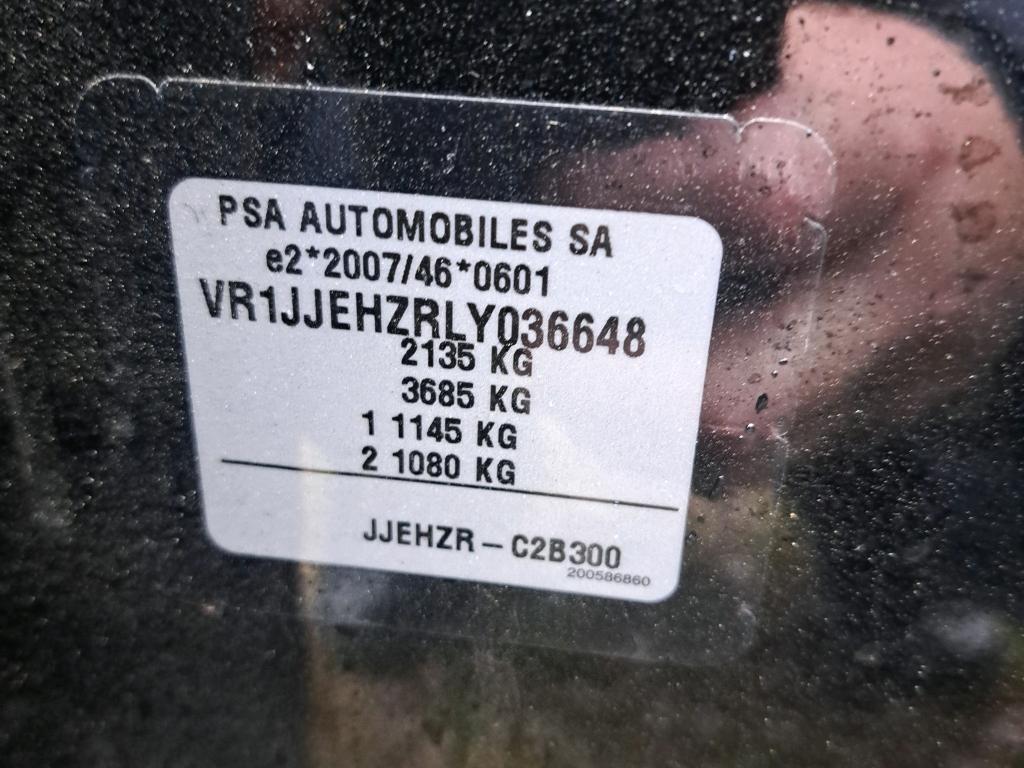 PSA AUTOMOBILES SA
e2*2007/46*0601
VR1JJEHZRLY036648
2135 KG
3685 KG
1 1145 KG
2 1080 KG
JJEHZR – C2B300
200586860